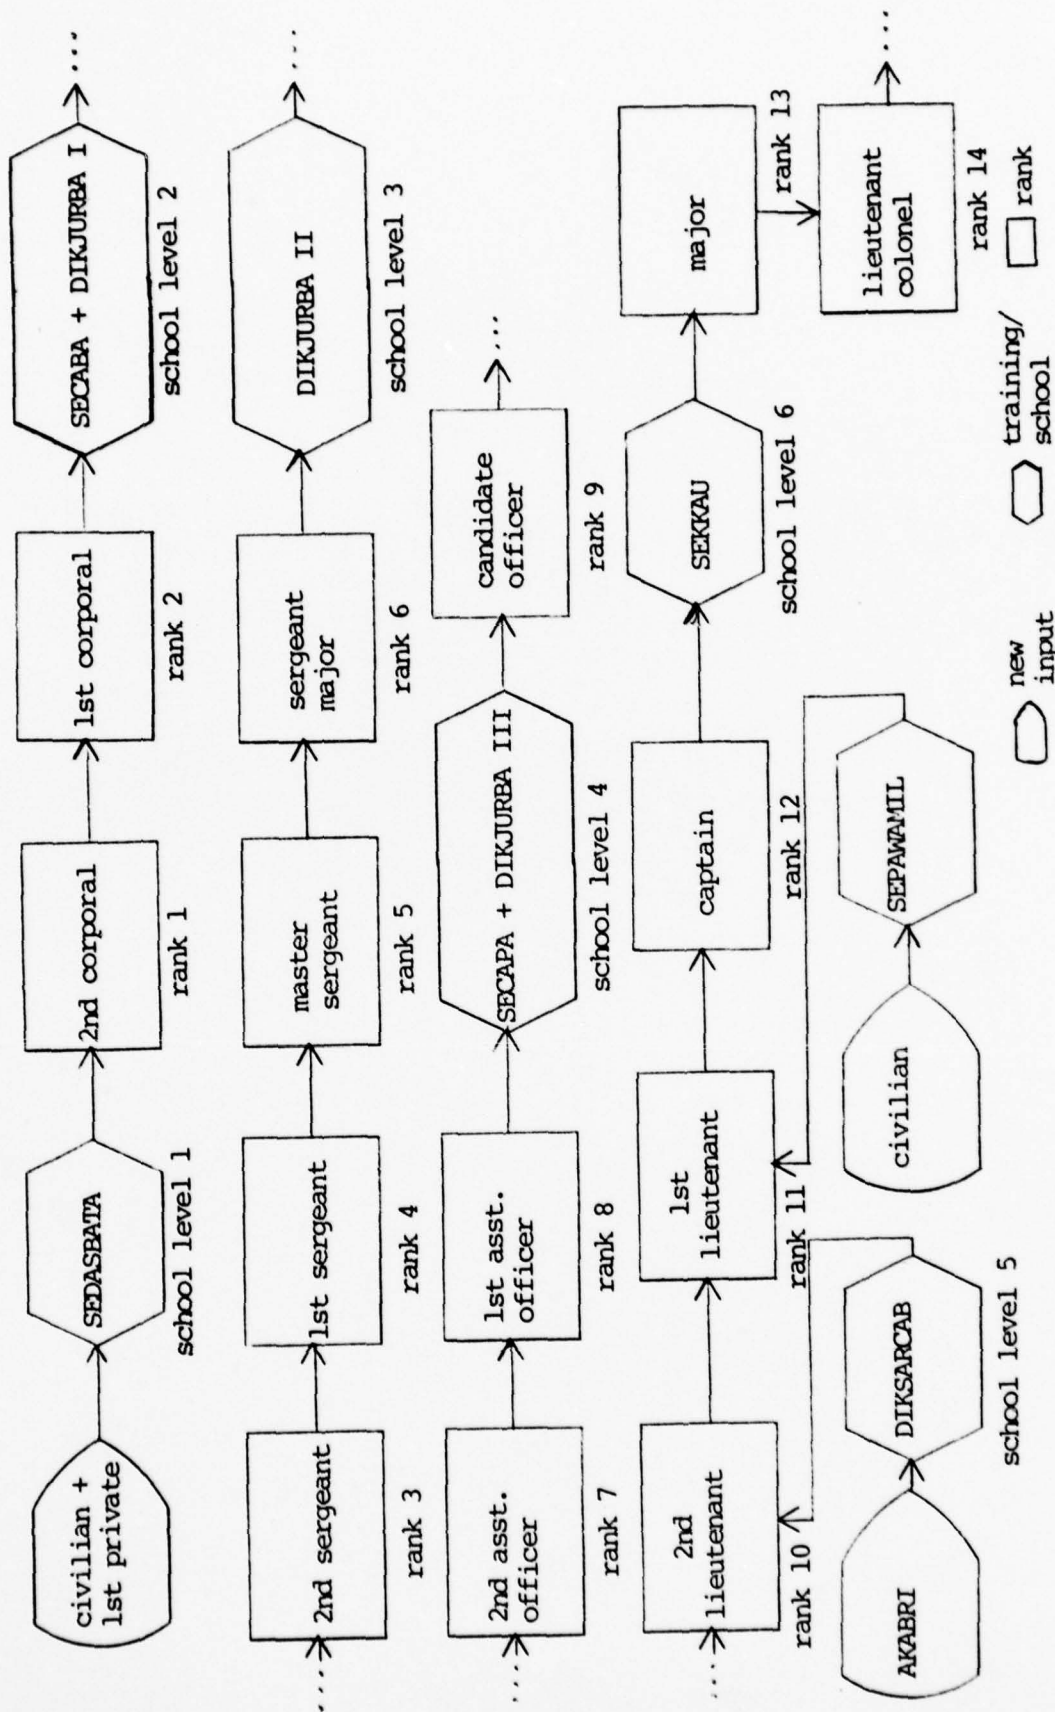 civilian +
1st private
SEDASBATA
school level 1
2nd corporal
rank 1
1st corporal
rank 2
SECABA + DIKJURBA I
school level 2
...
...
2nd sergeant
rank 3
1st sergeant
rank 4
master
sergeant
rank 5
sergeant
major
rank 6
DIKJURBA II
school level 3
...
...
2nd asst.
officer
rank 7
1st asst.
officer
rank 8
SECAPA + DIKJURBA III
school level 4
candidate
officer
rank 9
...
...
2nd
lieutenant
rank 10
1st
lieutenant
rank 11
captain
rank 12
SEKKAU
school level 6
major
rank 13
AKABRI
DIKSARCAB
school level 5
civilian
SEPAWAMIL
lieutenant
colonel
rank 14
...
new
input
training/
school
rank